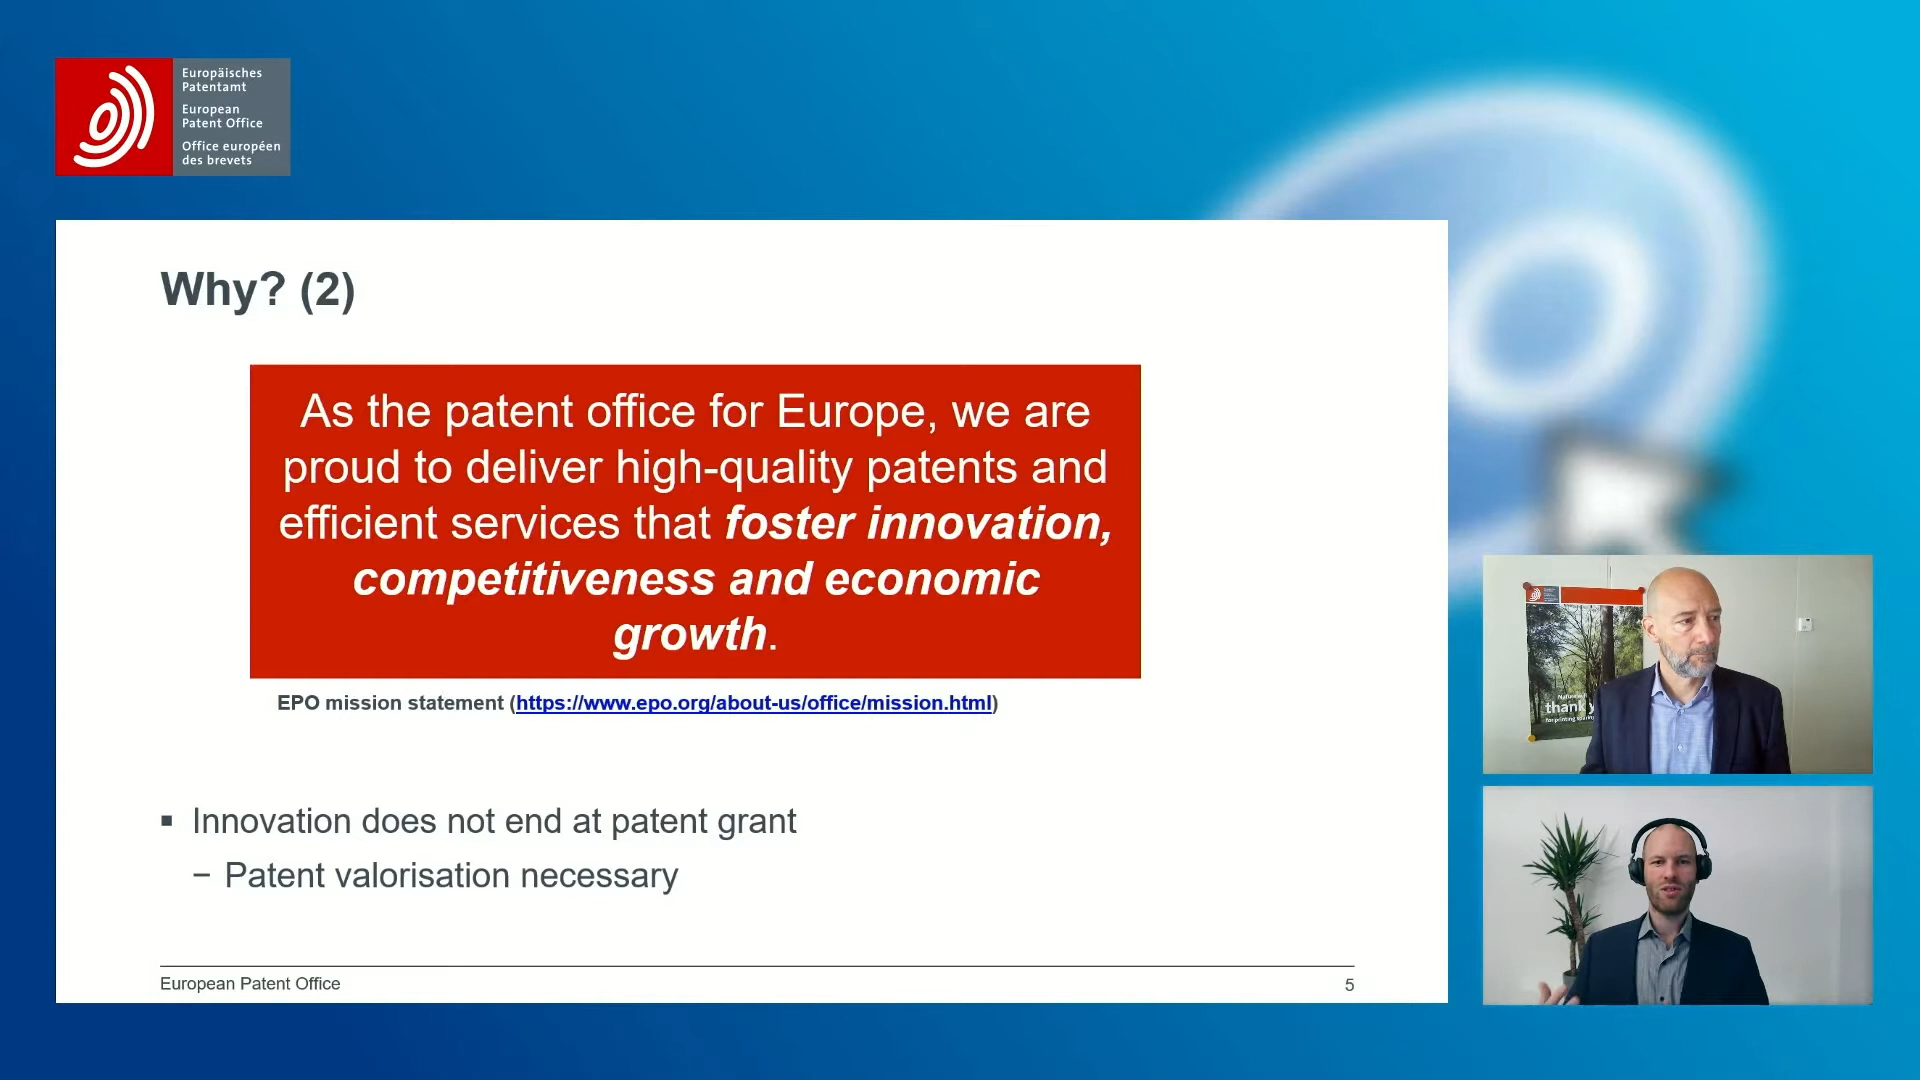 Europäisches
Patentamt
European
Patent Office
Office européen
des brevets
Why? (2)
As the patent office for Europe, we are
proud to deliver high-quality patents and
efficient services that foster innovation,
competitiveness and economic
growth.
EPO mission statement (https://www.epo.org/about-us/office/mission.html)
▪ Innovation does not end at patent grant
− Patent valorisation necessary
European Patent Office
5
thank
for printing